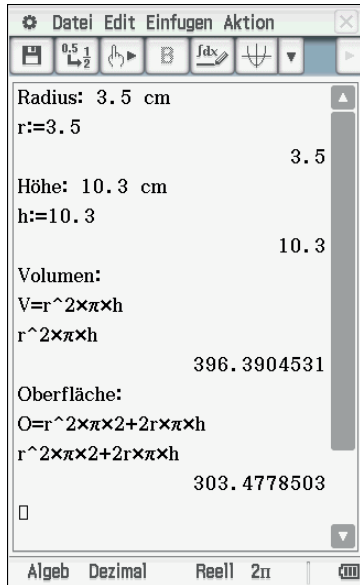 Datei Edit Einfugen Aktion
0.5 1 2 B ∫dx
Radius: 3.5 cm
r:=3.5
3.5
Höhe: 10.3 cm
h:=10.3
10.3
Volumen:
V=r^2×π×h
r^2×π×h
396.3904531
Oberfläche:
O=r^2×π×2+2r×π×h
r^2×π×2+2r×π×h
303.4778503
Algeb Dezimal Reell 2π